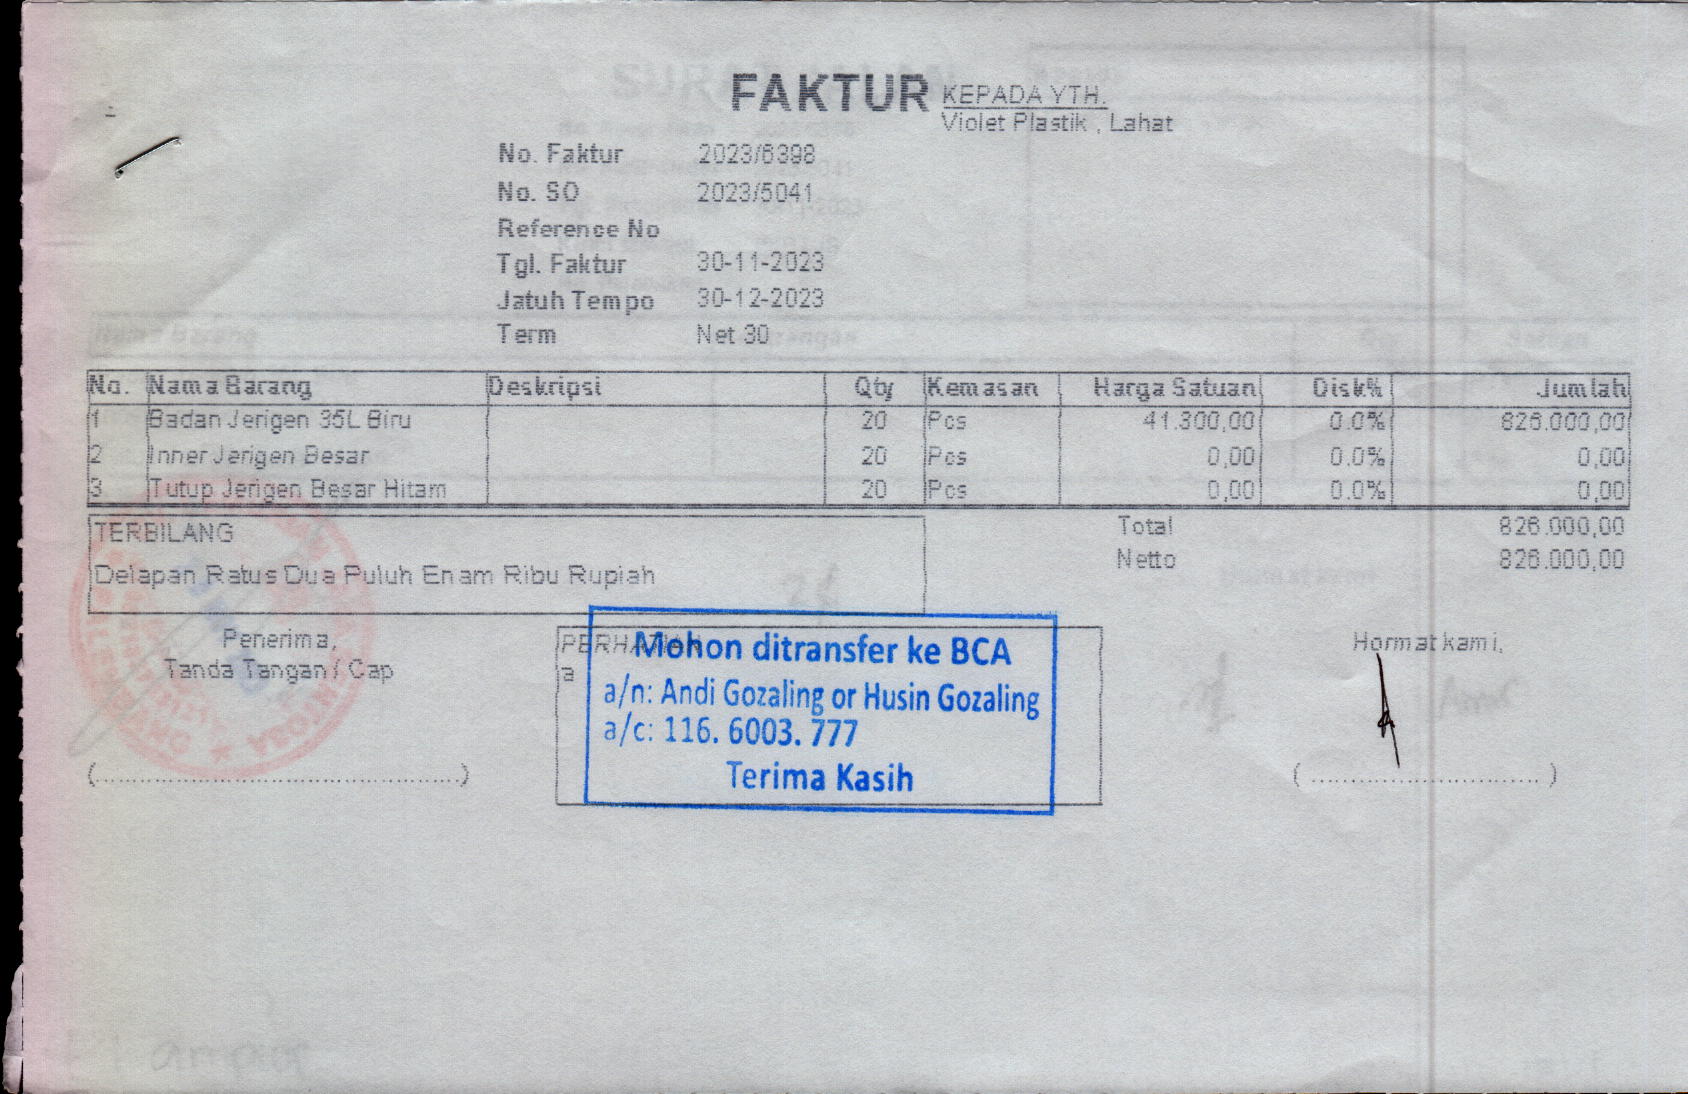 FAKTUR
KEPADA YTH.
Violet Plastik , Lahat
No. Faktur 2023/6398
No. SO 2023/5041
Reference No
Tgl. Faktur 30-11-2023
Jatuh Tempo 30-12-2023
Term Net 30
No. Nama Barang Deskripsi Qty Kemasan Harga Satuan Disk% Jumlah
1 Badan Jerigen 35L Biru 20 Pcs 41.300,00 0.0% 826.000,00
2 Inner Jerigen Besar 20 Pcs 0,00 0.0% 0,00
3 Tutup Jerigen Besar Hitam 20 Pcs 0,00 0.0% 0,00
TERBILANG
Total 826.000,00
Netto 826.000,00
Delapan Ratus Dua Puluh Enam Ribu Rupiah
Penerima,
Tanda Tangan / Cap
(..............................................)
PERHATIAN
a
Mohon ditransfer ke BCA
a/n: Andi Gozaling or Husin Gozaling
a/c: 116. 6003. 777
Terima Kasih
Hormat kami,
( ............................. )